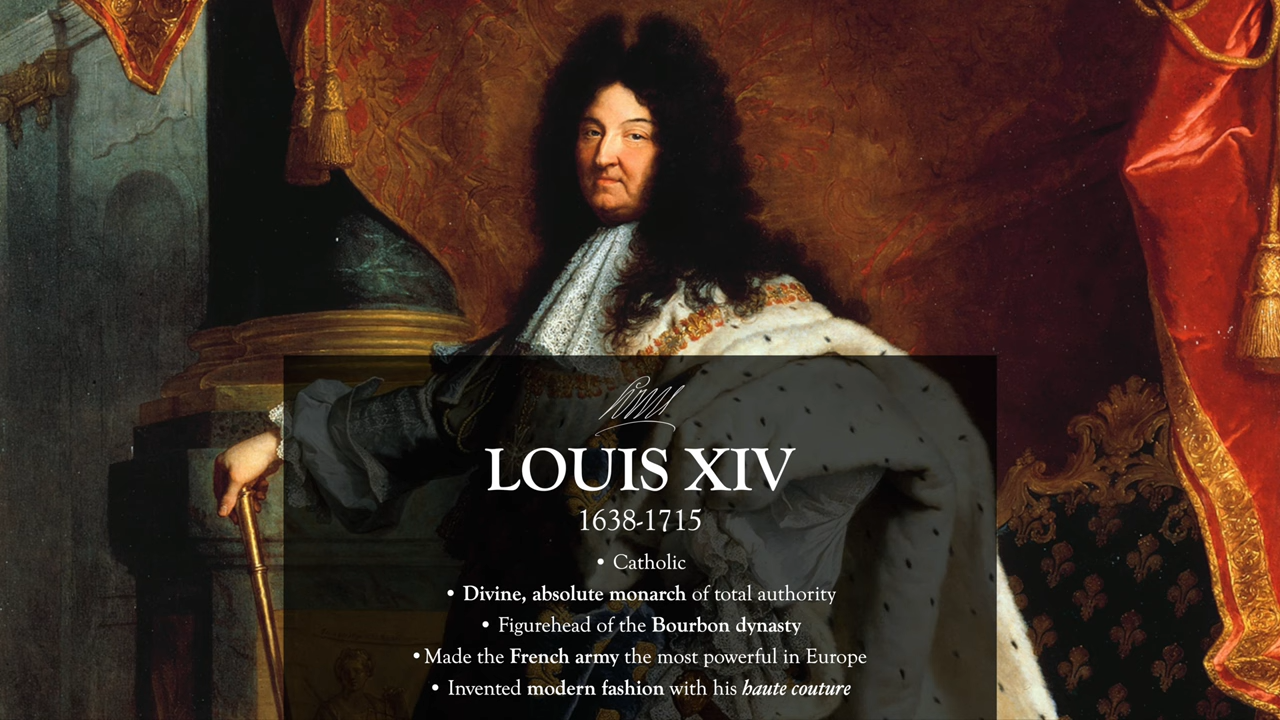 LOUIS XIV
1638-1715
• Catholic
• Divine, absolute monarch of total authority
• Figurehead of the Bourbon dynasty
• Made the French army the most powerful in Europe
• Invented modern fashion with his haute couture